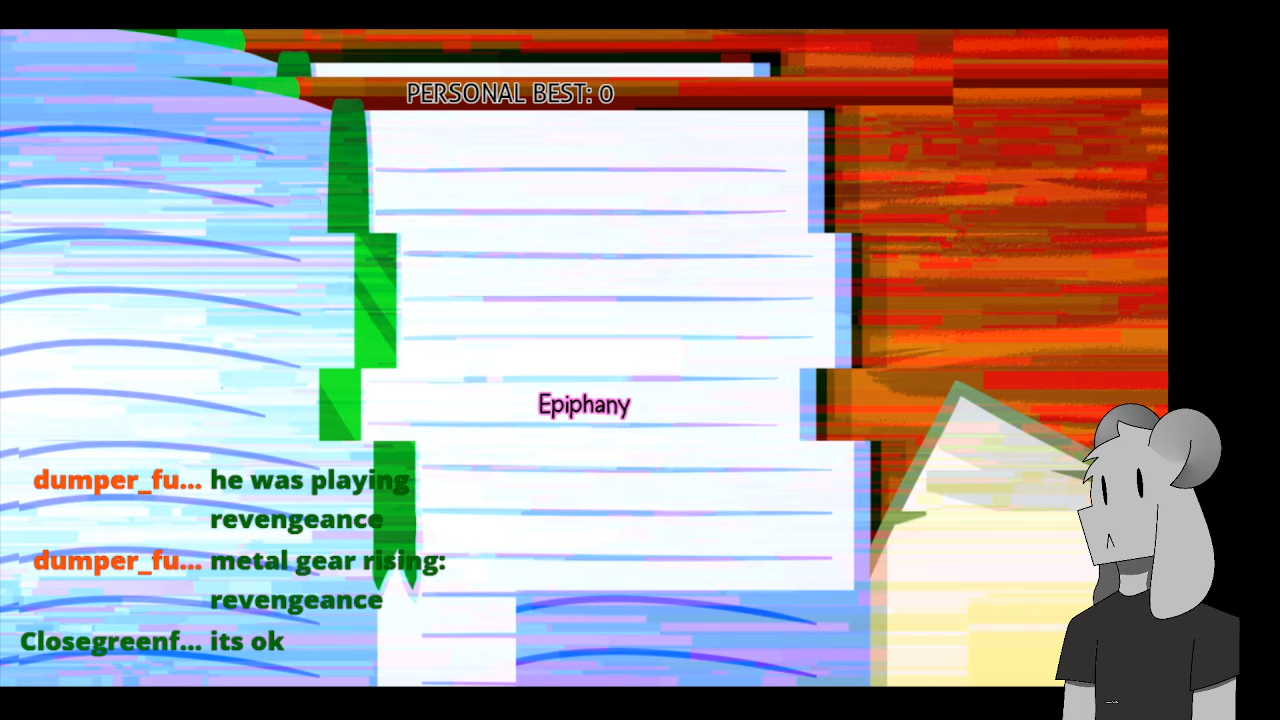 PERSONAL BEST: 0
Epiphany
dumper_fu... he was playing
revengeance
dumper_fu... metal gear rising:
revengeance
Closegreenf... its ok